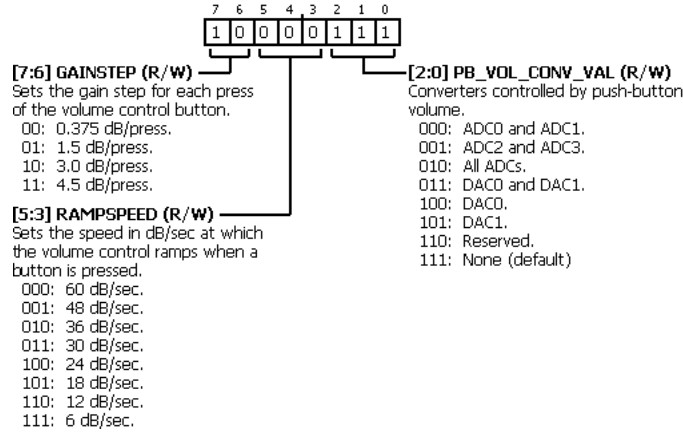 7 6 5 4 3 2 1 0
1 0 0 0 0 1 1 1
[7:6] GAINSTEP (R/W)
Sets the gain step for each press
of the volume control button.
00: 0.375 dB/press.
01: 1.5 dB/press.
10: 3.0 dB/press.
11: 4.5 dB/press.
[5:3] RAMPSPEED (R/W)
Sets the speed in dB/sec at which
the volume control ramps when a
button is pressed.
000: 60 dB/sec.
001: 48 dB/sec.
010: 36 dB/sec.
011: 30 dB/sec.
100: 24 dB/sec.
101: 18 dB/sec.
110: 12 dB/sec.
111: 6 dB/sec.
[2:0] PB_VOL_CONV_VAL (R/W)
Converters controlled by push-button
volume.
000: ADC0 and ADC1.
001: ADC2 and ADC3.
010: All ADCs.
011: DAC0 and DAC1.
100: DAC0.
101: DAC1.
110: Reserved.
111: None (default)